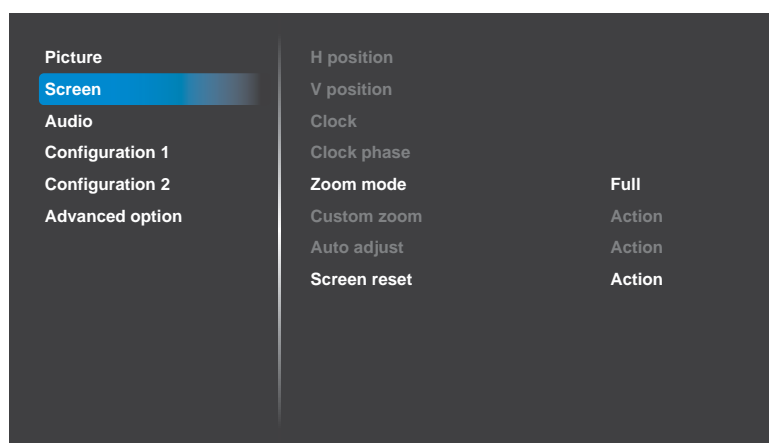 Picture
Screen
Audio
Configuration 1
Configuration 2
Advanced option
H position
V position
Clock
Clock phase
Zoom mode Full
Custom zoom Action
Auto adjust Action
Screen reset Action